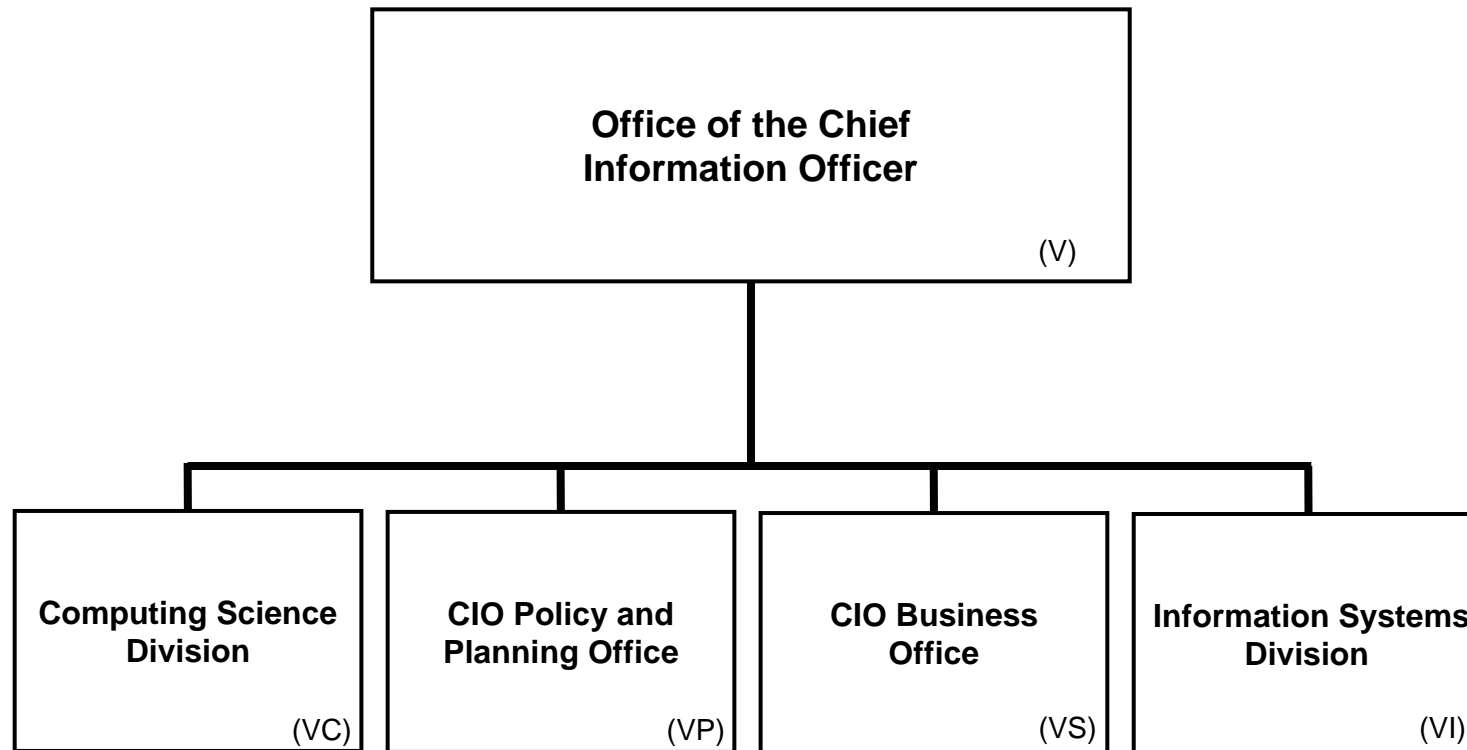 Office of the Chief
Information Officer
(V)
Computing Science
Division
(VC)
CIO Policy and
Planning Office
(VP)
CIO Business
Office
(VS)
Information Systems
Division
(VI)